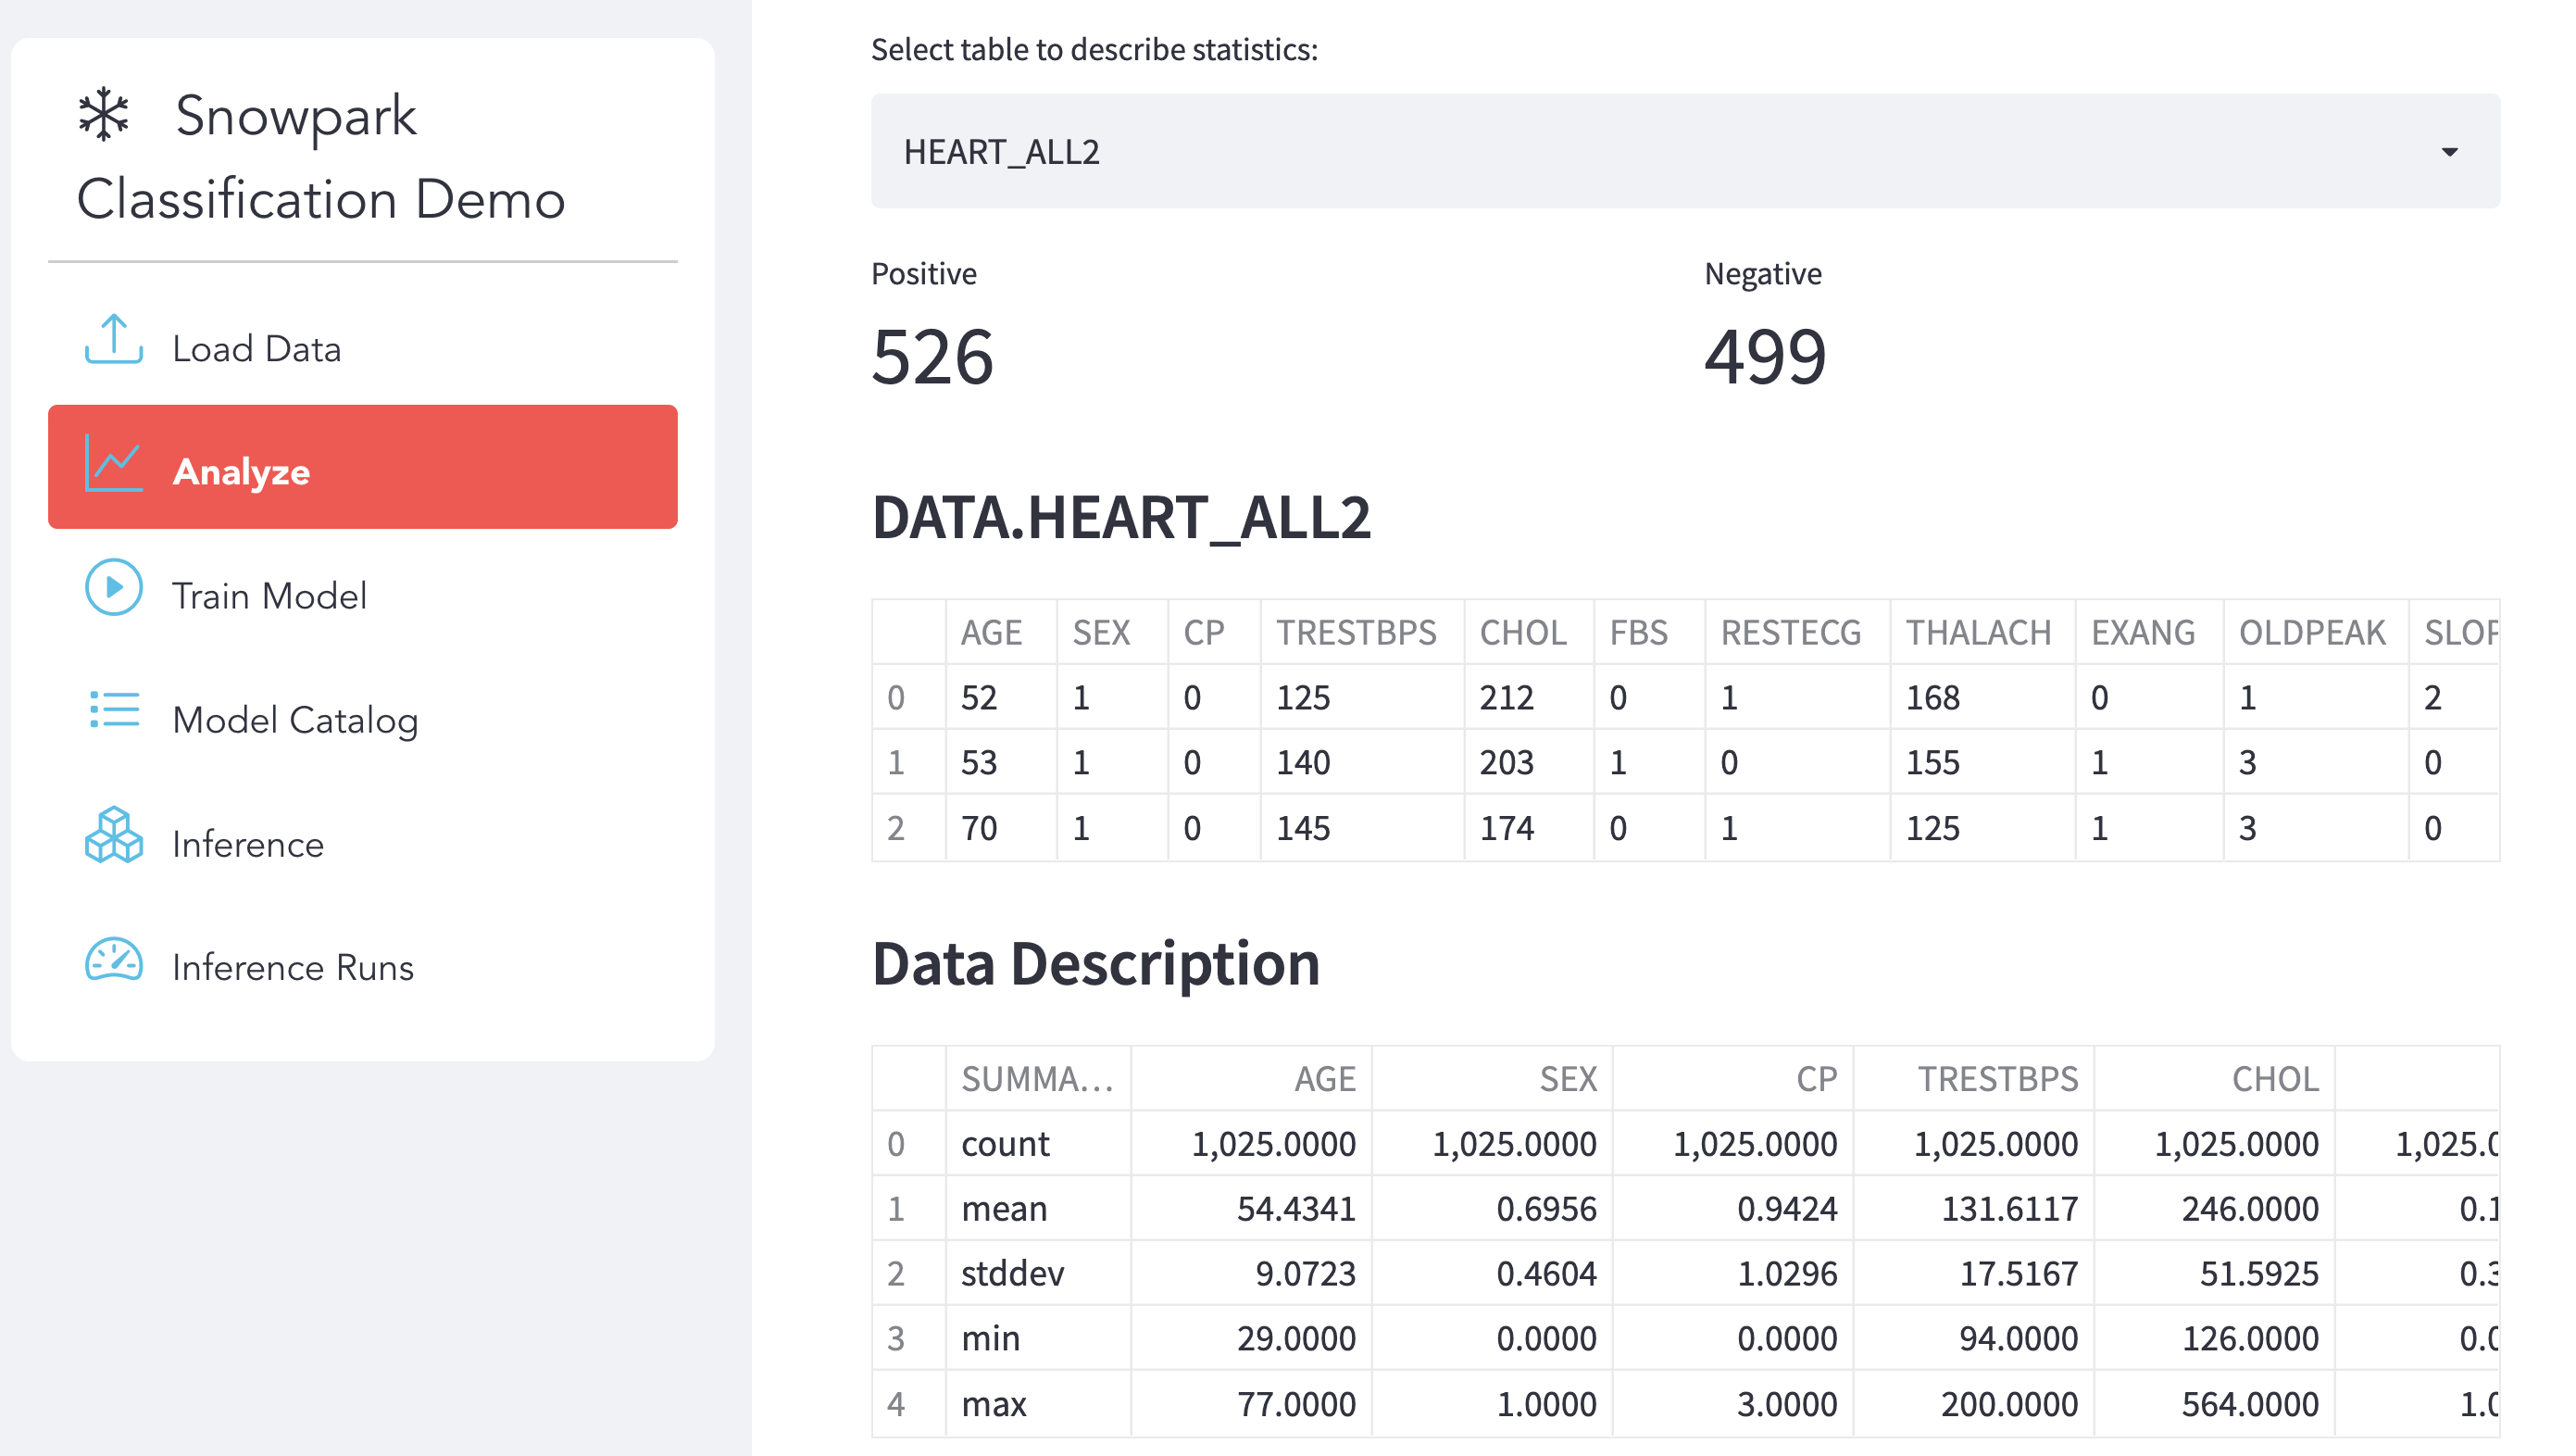 Snowpark
Classification Demo
Load Data
Analyze
Train Model
Model Catalog
Inference
Inference Runs
Select table to describe statistics:
HEART_ALL2
Positive Negative
526 499
DATA.HEART_ALL2
AGE SEX CP TRESTBPS CHOL FBS RESTECG THALACH EXANG OLDPEAK
0 52 1 0 125 212 0 1 168 0 1 2
1 53 1 0 140 203 1 0 155 1 3 0
2 70 1 0 145 174 0 1 125 1 3 0
Data Description
SUMMA... AGE SEX CP TRESTBPS CHOL
0 count 1,025.0000 1,025.0000 1,025.0000 1,025.0000 1,025.0000 1,025.0
1 mean 54.4341 0.6956 0.9424 131.6117 246.0000 0.1
2 stddev 9.0723 0.4604 1.0296 17.5167 51.5925 0.3
3 min 29.0000 0.0000 0.0000 94.0000 126.0000 0.0
4 max 77.0000 1.0000 3.0000 200.0000 564.0000 1.0